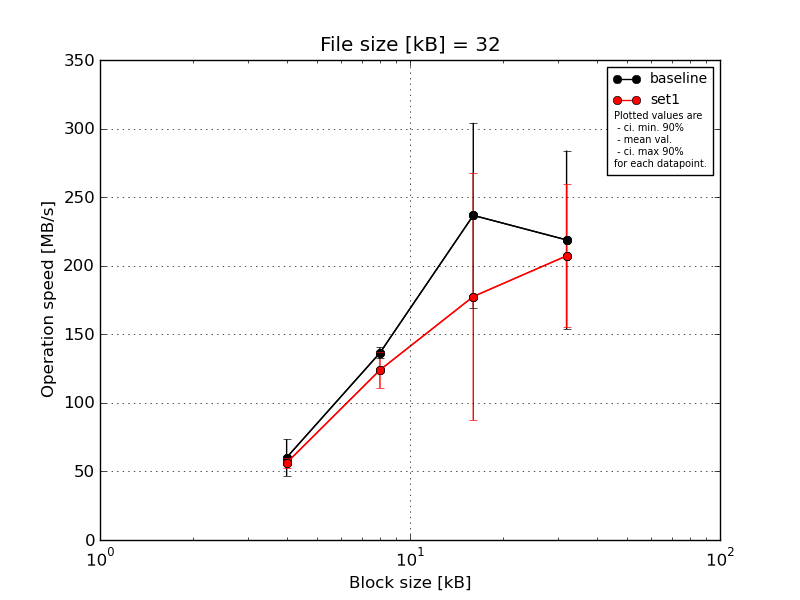 File size [kB] = 32
350
300
250
200
150
100
50
0
Operation speed [MB/s]
baseline
set1
Plotted values are
- ci. min. 90%
- mean val.
- ci. max 90%
for each datapoint.
10^0
10^1
10^2
Block size [kB]